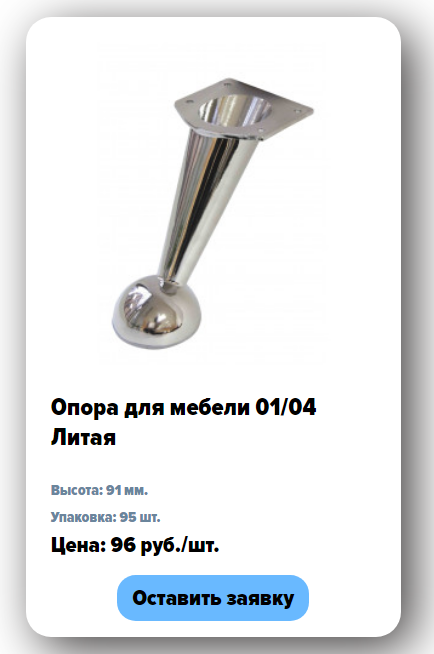 Опора для мебели 01/04
Литая
Высота: 91 мм.
Упаковка: 95 шт.
Цена: 96 руб./шт.
Оставить заявку